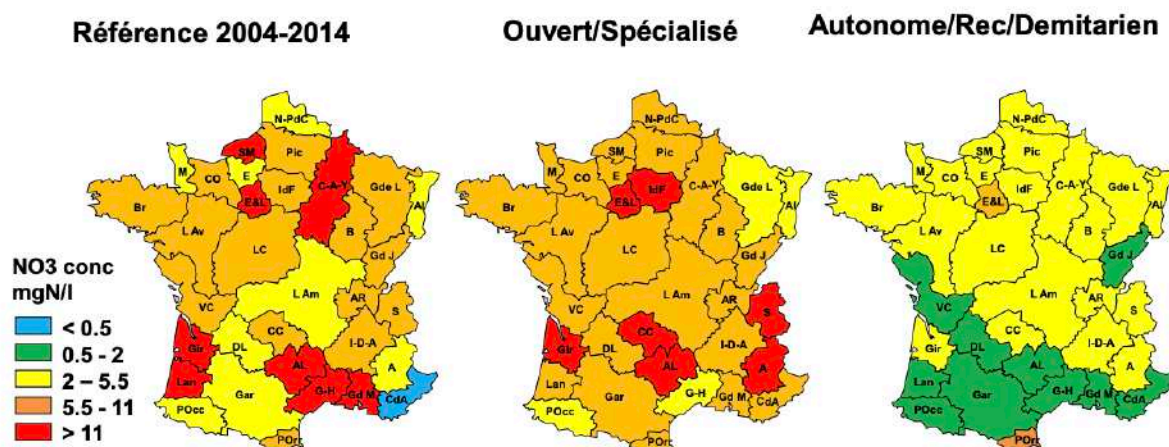 Référence 2004-2014
Ouvert/Spécialisé
Autonome/Rec/Demitarien
NO3 conc
mgN/l
< 0.5
0.5 - 2
2 – 5.5
5.5 - 11
> 11
N-PdC
SM
Pic
M
CO
E
IdF
C-A-Y
Gde L
Al
E&L
Br
L Av
LC
B
Gd J
VC
L Am
AR
S
CC
I-D-A
Gir
DL
AL
A
Lan
G-H
Gd M
CdA
Gar
POcc
POrc
N-PdC
SM
Pic
M
CO
E
IdF
C-A-Y
Gde L
Al
E&L
Br
L Av
LC
B
Gd J
VC
L Am
AR
S
CC
I-D-A
Gir
DL
AL
A
Lan
G-H
Gd M
CdA
Gar
POcc
POrc
N-PdC
SM
Pic
M
CO
E
IdF
C-A-Y
Gde L
Al
E&L
Br
L Av
LC
B
Gd J
VC
L Am
AR
S
CC
I-D-A
Gir
DL
AL
A
Lan
G-H
Gd M
CdA
Gar
POcc